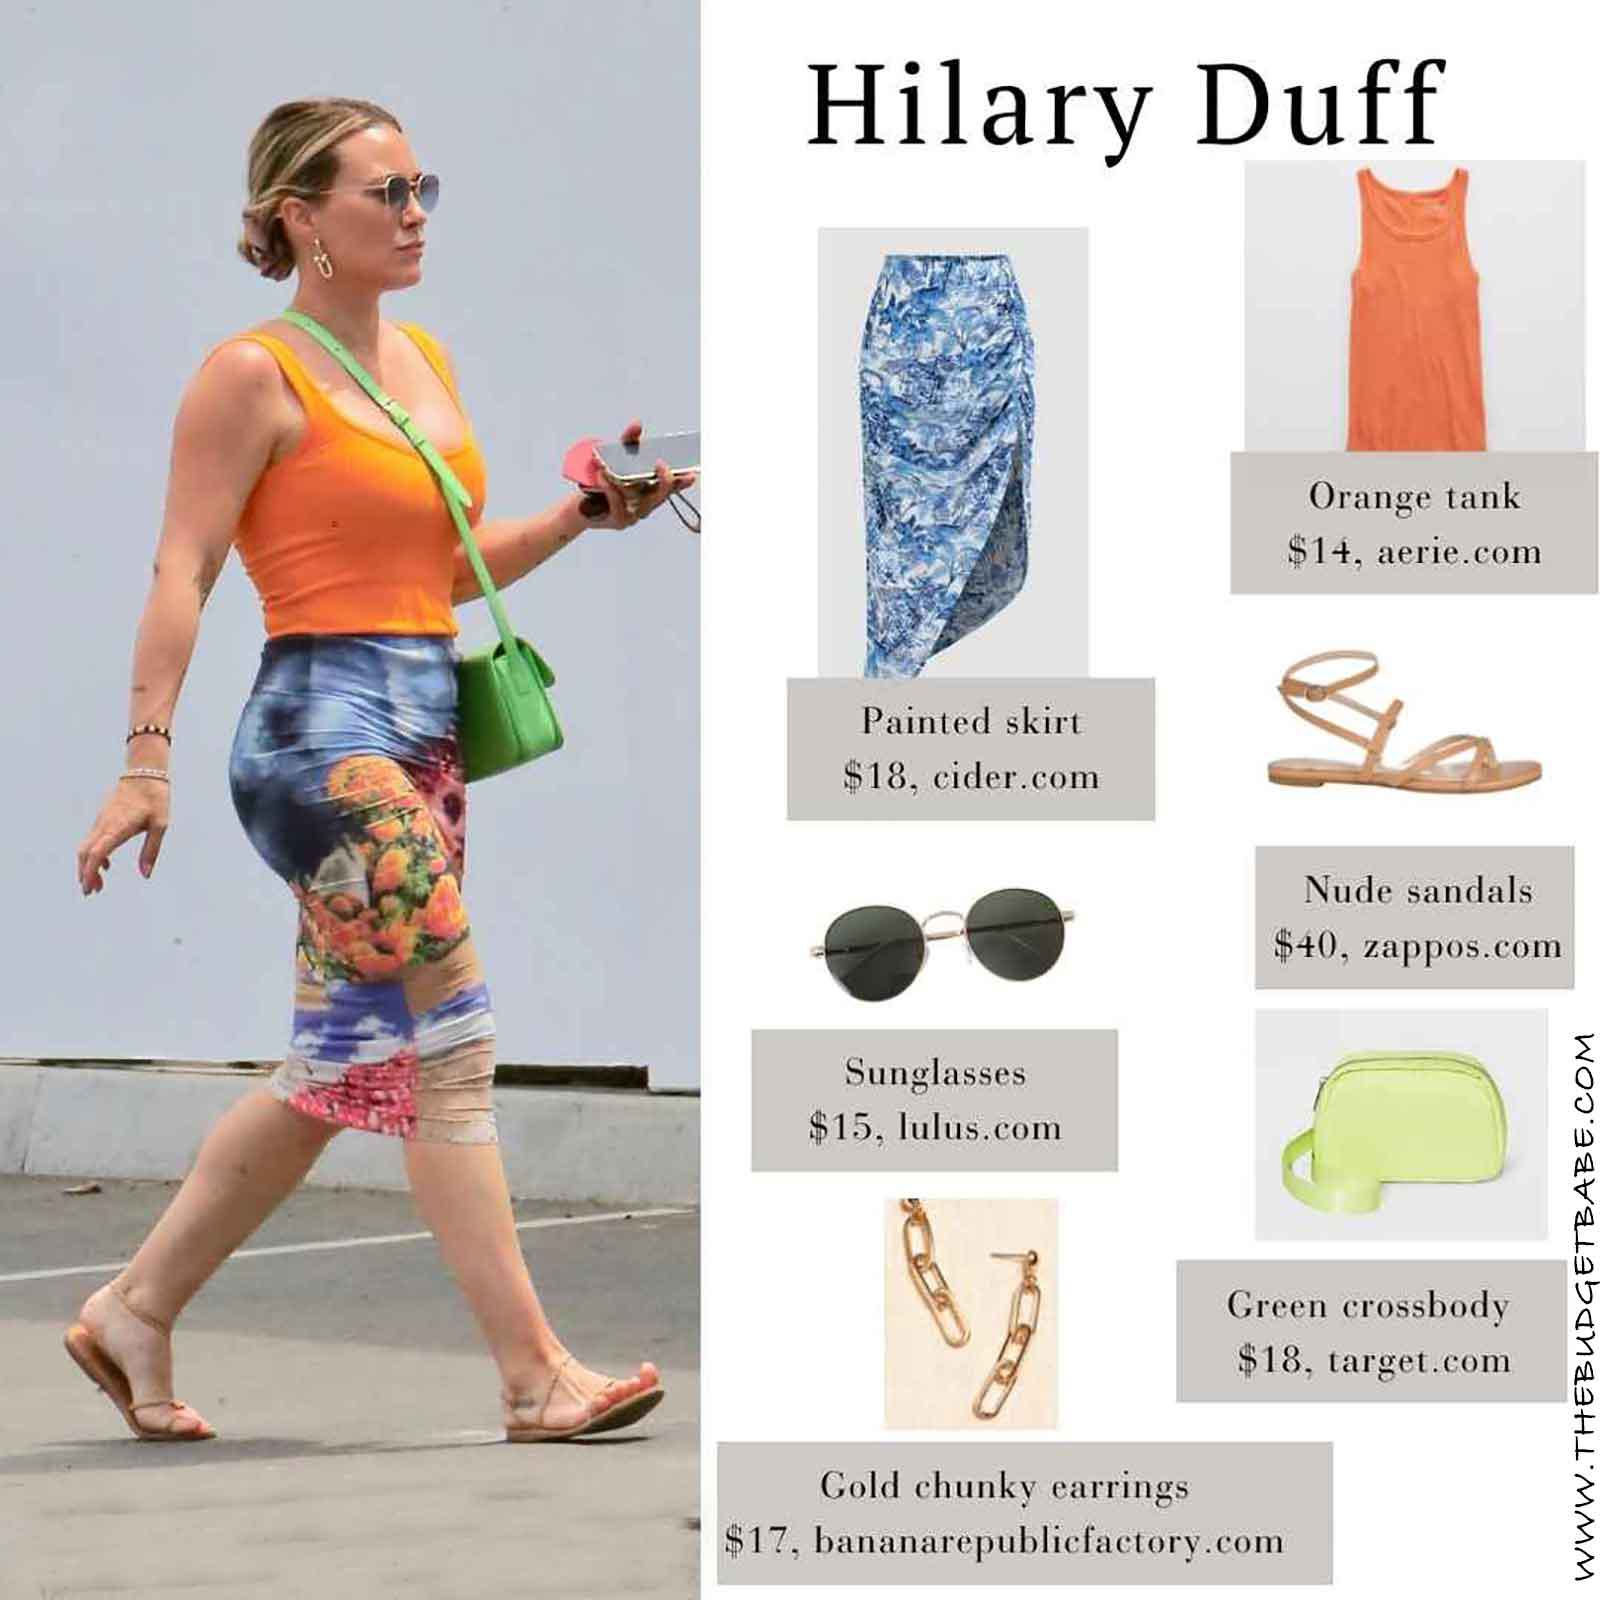 Hilary Duff
Orange tank
$14, aerie.com
Painted skirt
$18, cider.com
Nude sandals
$40, zappos.com
Sunglasses
$15, lulus.com
Green crossbody
$18, target.com
Gold chunky earrings
$17, bananarepublicfactory.com
WWW.THEBUDGETBABE.COM